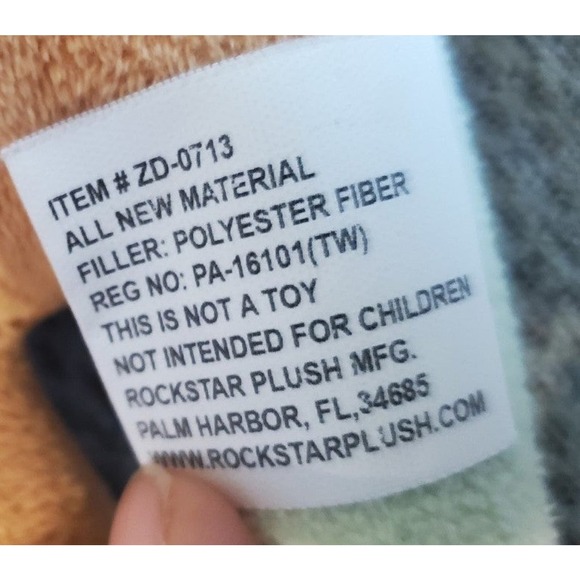 ITEM # ZD-0713
ALL NEW MATERIAL
FILLER: POLYESTER FIBER
REG NO: PA-16101(TW)
THIS IS NOT A TOY
NOT INTENDED FOR CHILDREN
ROCKSTAR PLUSH MFG.
PALM HARBOR, FL,34685
WWW.ROCKSTARPLUSH.COM